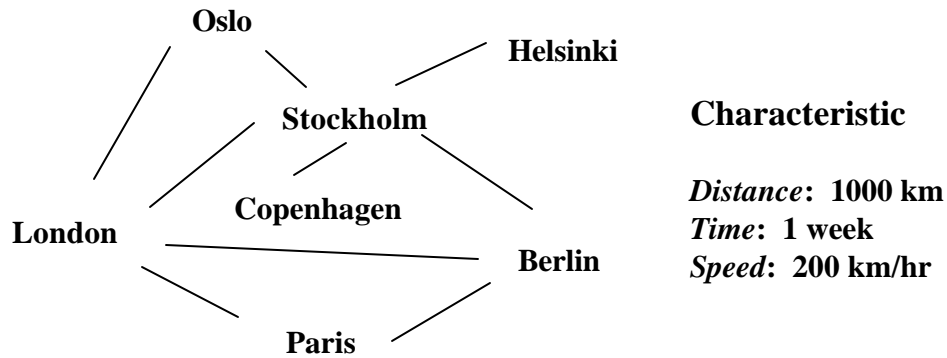 Oslo
Helsinki
Stockholm
Copenhagen
London
Berlin
Paris
Characteristic
Distance: 1000 km
Time: 1 week
Speed: 200 km/hr